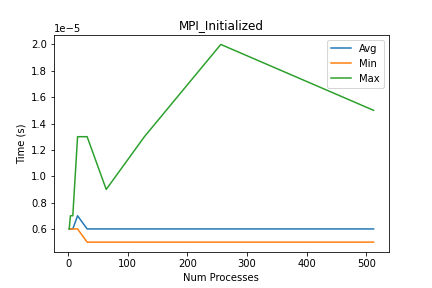 MPI_Initialized
1e−5
2.0
1.8
1.6
1.4
1.2
1.0
0.8
0.6
Time (s)
Avg
Min
Max
0 100 200 300 400 500
Num Processes